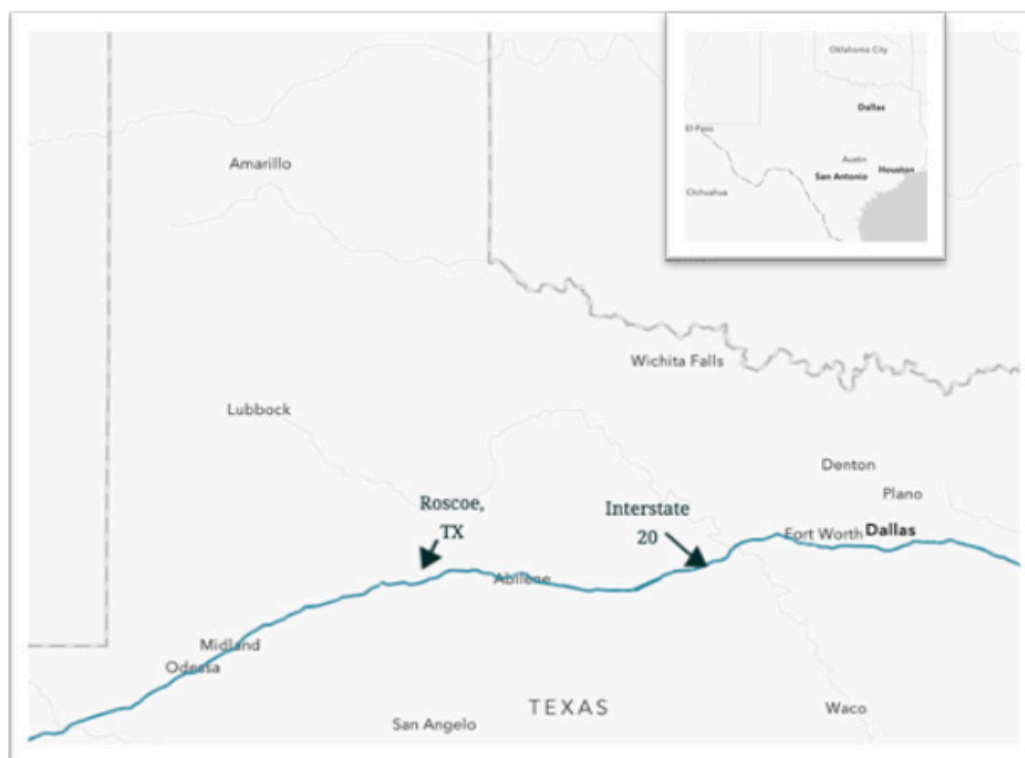 Oklahoma City
Dallas
El Paso
Austin
San Antonio
Houston
Chihuahua
Amarillo
Wichita Falls
Lubbock
Denton
Plano
Roscoe,
TX
Interstate
20
Fort Worth
Dallas
Abilene
Midland
Odessa
TEXAS
San Angelo
Waco